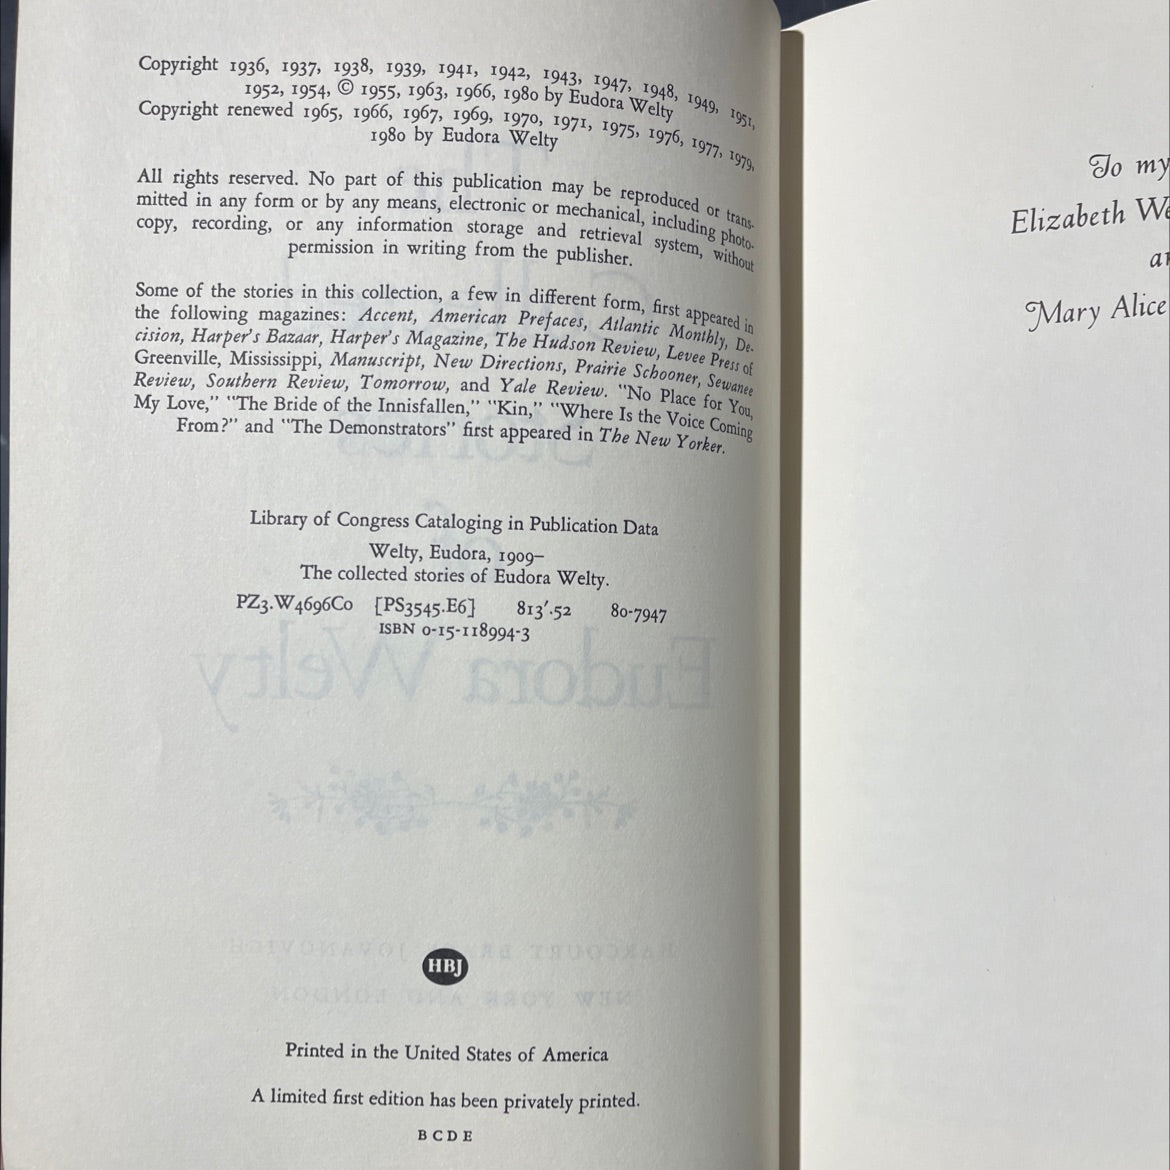 Copyright 1936, 1937, 1938, 1939, 1941, 1942, 1943, 1947, 1948, 1949, 1951,
1952, 1954, © 1955, 1963, 1966, 1980 by Eudora Welty
Copyright renewed 1965, 1966, 1967, 1969, 1970, 1971, 1975, 1976, 1977, 1979,
1980 by Eudora Welty
All rights reserved. No part of this publication may be reproduced or trans-
mitted in any form or by any means, electronic or mechanical, including photo-
copy, recording, or any information storage and retrieval system, without
permission in writing from the publisher.
Some of the stories in this collection, a few in different form, first appeared in
the following magazines: Accent, American Prefaces, Atlantic Monthly, De-
cision, Harper's Bazaar, Harper's Magazine, The Hudson Review, Levee Press of
Greenville, Mississippi, Manuscript, New Directions, Prairie Schooner, Sewanee
Review, Southern Review, Tomorrow, and Yale Review. "No Place for You,
My Love," "The Bride of the Innisfallen," "Kin," "Where Is the Voice Coming
From?" and "The Demonstrators" first appeared in The New Yorker.
Library of Congress Cataloging in Publication Data
Welty, Eudora, 1909–
The collected stories of Eudora Welty.
PZ3.W4696Co [PS3545.E6] 813'.52 80-7947
ISBN 0-15-118994-3
Eudora Welty
HBJ
Printed in the United States of America
A limited first edition has been privately printed.
B C D E
To my
Elizabeth
Mary Alice